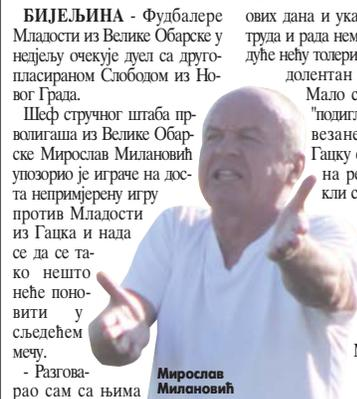 БИЈЕЉИНА - Фудбалере
Младости из Велике Обарске у
недјељу очекује дуел са друго-
пласираном Слободом из Но-
вог Града.
Шеф стручног штаба пр-
волигаша из Велике Обар-
ске Мирослав Милановић
упозорио је играче на дос-
та непримјерену игру
против Младости
из Гацка и нада
се да се та-
ко нешто
неће поно-
вити у
сљедећем
мечу.
- Разгова-
рао сам са њима
Мирослав
Милановић
ових дана и ука
труда и рада нем
дуће нећу толери
долентан
Мало с
"подигл
везане
Гацку
на ре
кли с